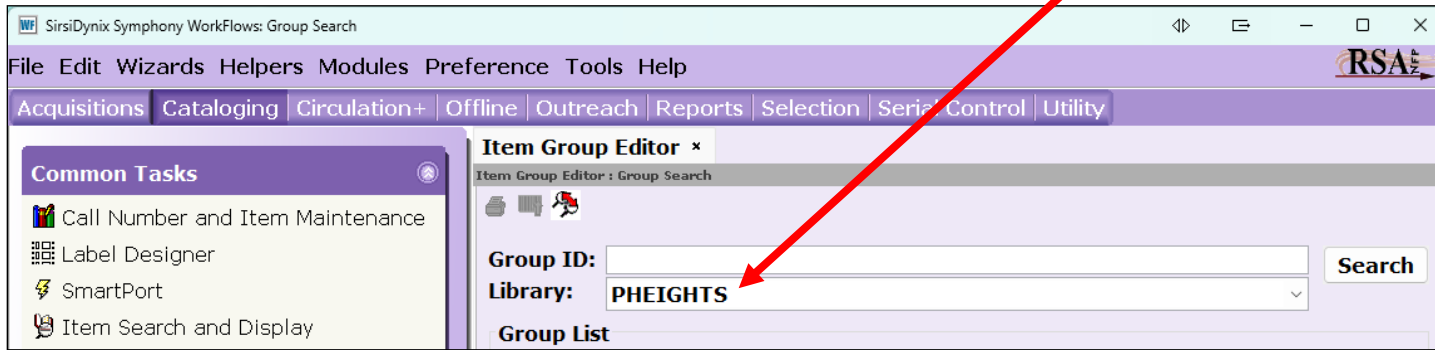 WF SirsiDynix Symphony WorkFlows: Group Search
File Edit Wizards Helpers Modules Preference Tools Help
RSA NFP
Acquisitions Cataloging Circulation+ Offline Outreach Reports Selection Serial Control Utility
Item Group Editor ×
Common Tasks
Item Group Editor : Group Search
Call Number and Item Maintenance
Label Designer
SmartPort
Item Search and Display
Group ID:
Search
Library: PHEIGHTS
Group List